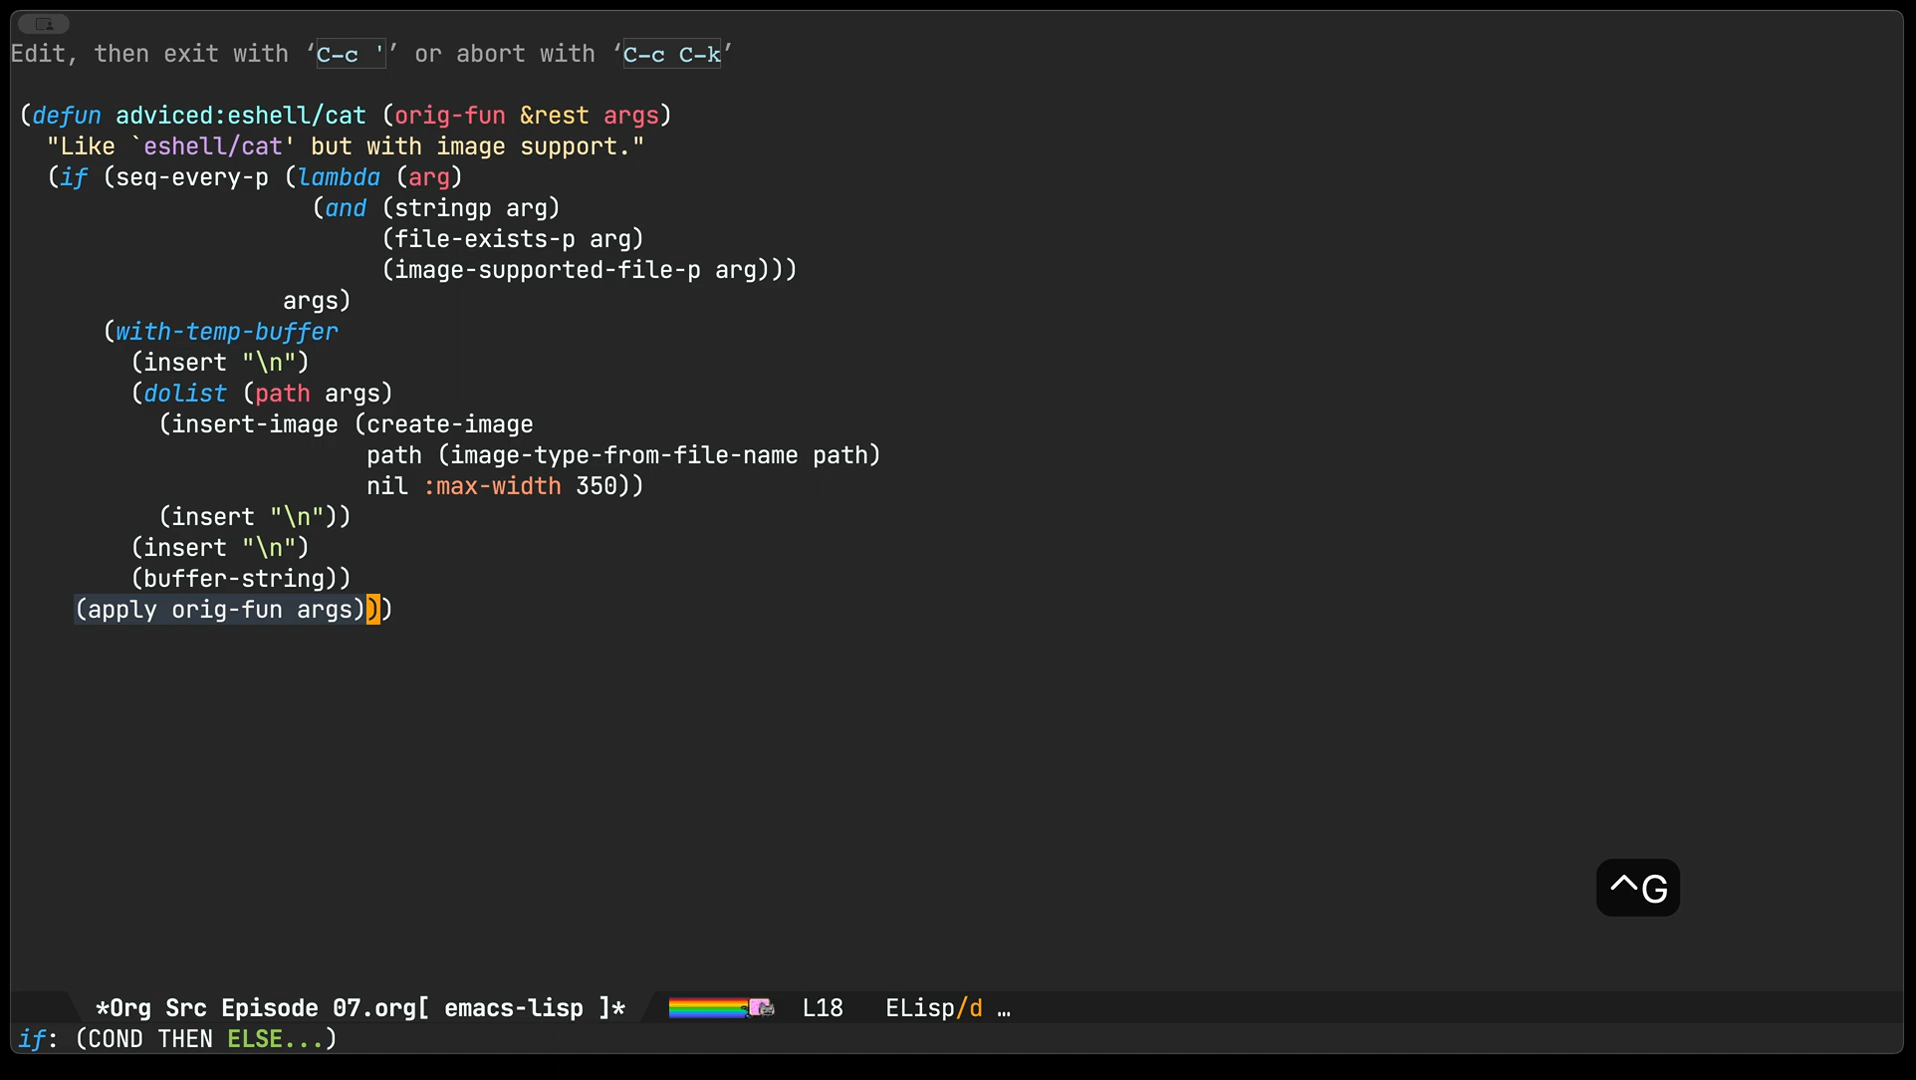 Edit, then exit with ‘C-c '’ or abort with ‘C-c C-k’
(defun adviced:eshell/cat (orig-fun &rest args)
  "Like `eshell/cat' but with image support."
  (if (seq-every-p (lambda (arg)
                     (and (stringp arg)
                          (file-exists-p arg)
                          (image-supported-file-p arg)))
                   args)
      (with-temp-buffer
        (insert "\n")
        (dolist (path args)
          (insert-image (create-image
                         path (image-type-from-file-name path)
                         nil :max-width 350))
          (insert "\n"))
        (insert "\n")
        (buffer-string))
    (apply orig-fun args)))
^G
*Org Src Episode 07.org[ emacs-lisp ]* L18 ELisp/d …
if: (COND THEN ELSE...)